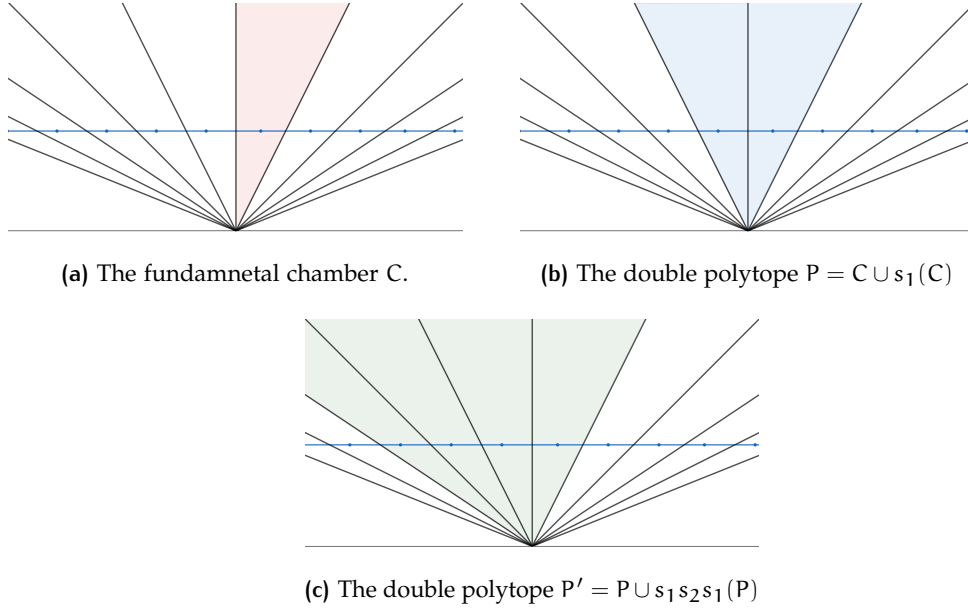 (a) The fundamnetal chamber C.
(b) The double polytope P = C ∪ s₁(C)
(c) The double polytope P′ = P ∪ s₁s₂s₁(P)